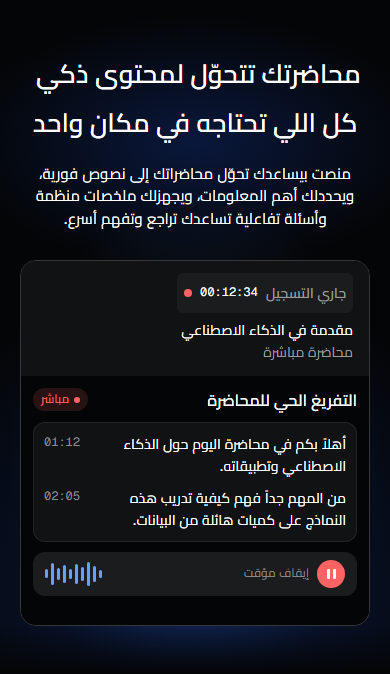 محاضرتك تتحوّل لمحتوى ذكي
كل اللي تحتاجه في مكان واحد
منصت بيساعدك تحوّل محاضراتك إلى نصوص فورية،
ويحددلك أهم المعلومات، ويجهزلك ملخصات منظمة
وأسئلة تفاعلية تساعدك تراجع وتفهم أسرع.
جاري التسجيل 00:12:34
مقدمة في الذكاء الاصطناعي
محاضرة مباشرة
التفريغ الحي للمحاضرة
مباشر
أهلاً بكم في محاضرة اليوم حول الذكاء
الاصطناعي وتطبيقاته.
01:12
من المهم جداً فهم كيفية تدريب هذه
النماذج على كميات هائلة من البيانات.
02:05
إيقاف مؤقت